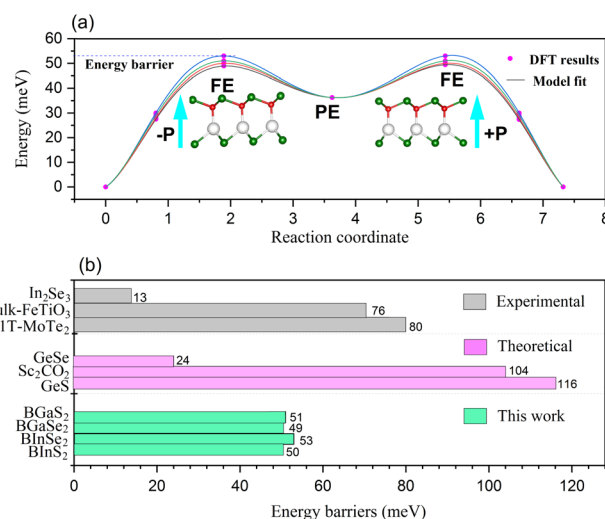 (a)
60
50
40
30
20
10
0
Energy (meV)
Energy barrier
FE
PE
FE
-P
+P
DFT results
Model fit
0 1 2 3 4 5 6 7 8
Reaction coordinate
(b)
In₂Se₃ 13
ulk-FeTiO₃ 76
1T-MoTe₂ 80
Experimental
GeSe 24
Sc₂CO₂ 104
GeS 116
Theoretical
BGaS₂ 51
BGaSe₂ 49
BInSe₂ 53
BInS₂ 50
This work
0 20 40 60 80 100 120
Energy barriers (meV)